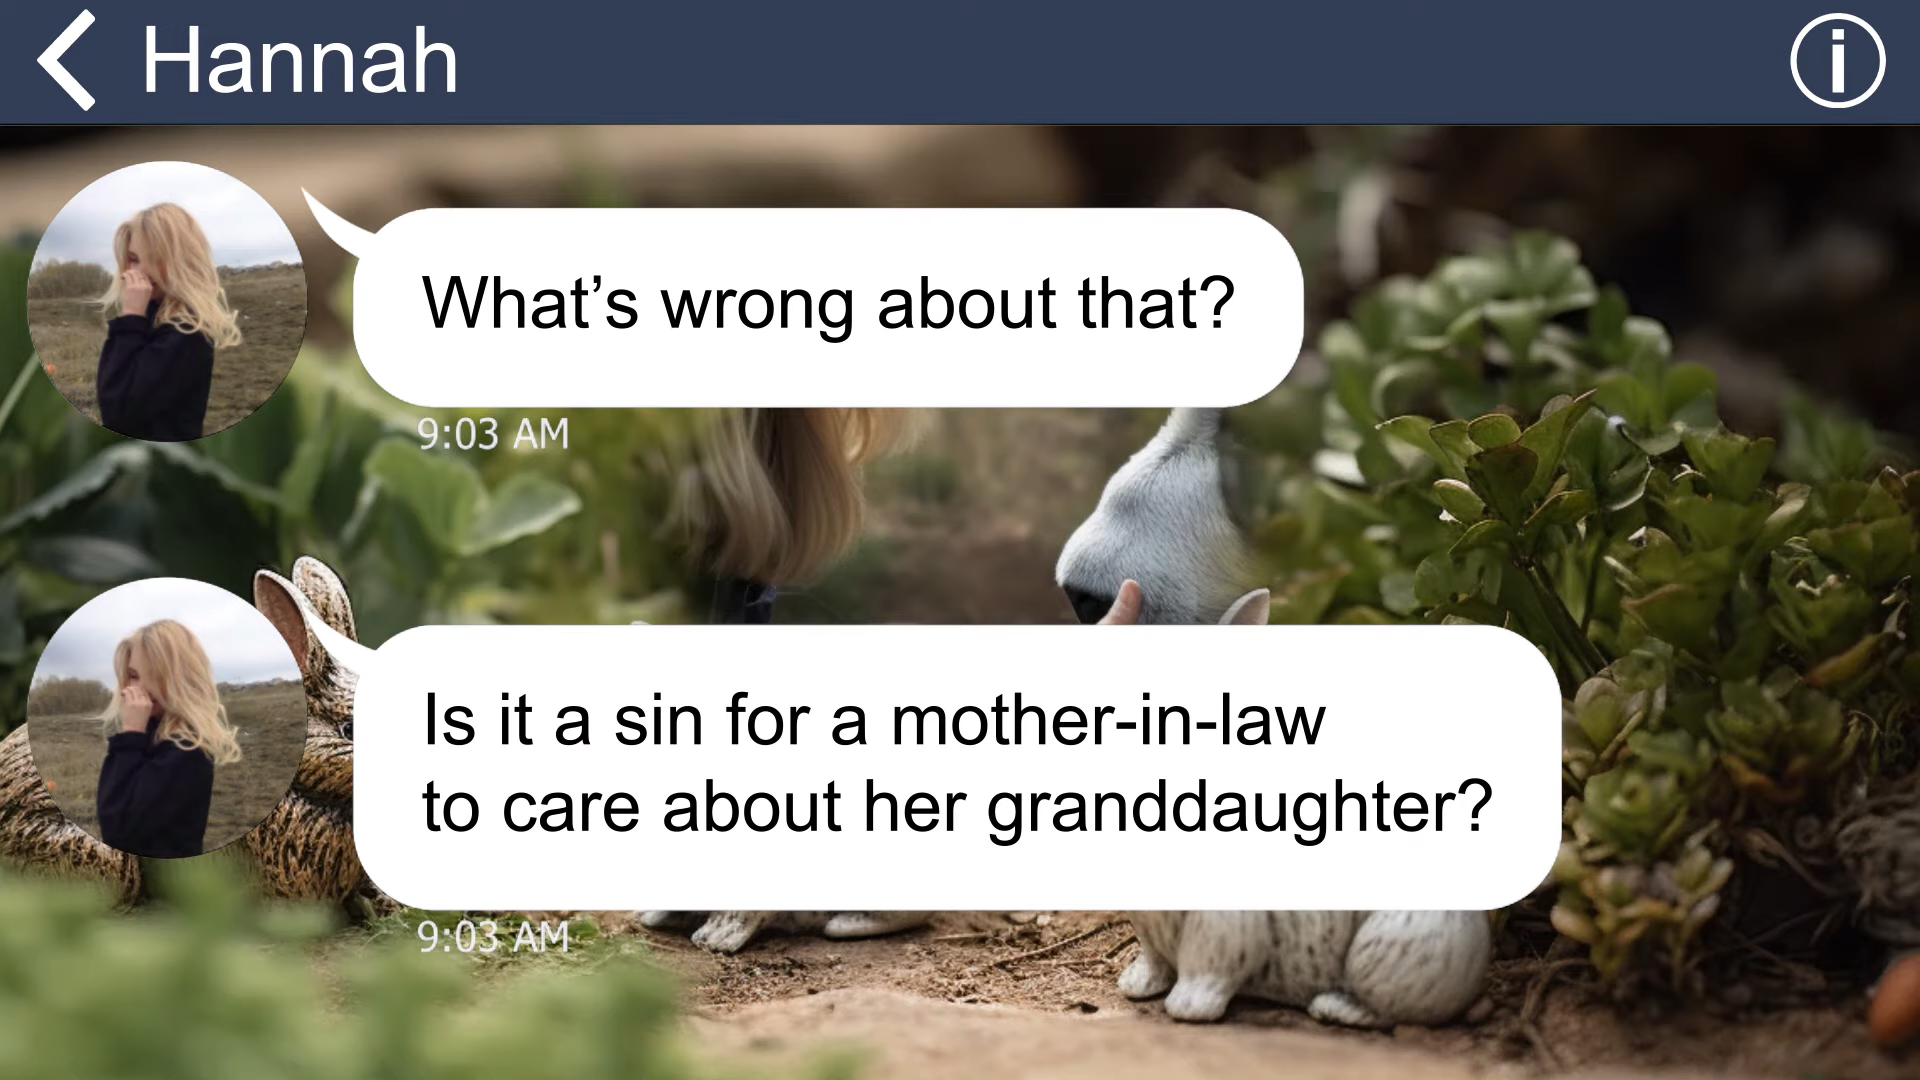 Hannah
What’s wrong about that?
9:03 AM
Is it a sin for a mother-in-law
to care about her granddaughter?
9:03 AM